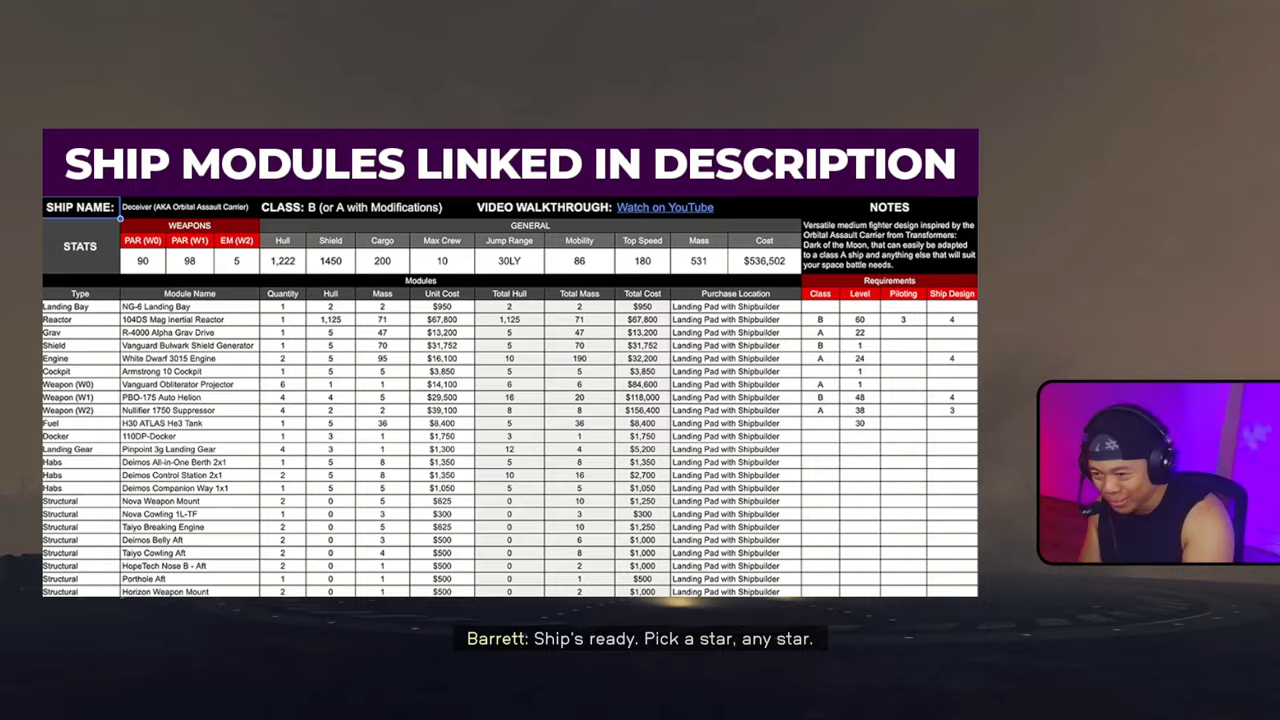 SHIP MODULES LINKED IN DESCRIPTION
SHIP NAME: Deceiver (AKA Orbital Assault Carrier) CLASS: B (or A with Modifications) VIDEO WALKTHROUGH: Watch on YouTube NOTES
STATS WEAPONS GENERAL
PAR (W0) PAR (W1) EM (W2) Hull Shield Cargo Max Crew Jump Range Mobility Top Speed Mass Cost
90 98 5 1,222 1450 200 10 30LY 86 180 531 $536,502
Versatile medium fighter design inspired by the
Orbital Assault Carrier from Transformers:
Dark of the Moon, that can easily be adapted
to a class A ship and anything else that will suit
your space battle needs.
Modules Requirements
Type Module Name Quantity Hull Mass Unit Cost Total Hull Total Mass Total Cost Purchase Location Class Level Piloting Ship Design
Landing Bay NG-6 Landing Bay 1 2 2 $950 2 2 $950 Landing Pad with Shipbuilder
Reactor 104DS Mag Inertial Reactor 1 1,125 71 $67,800 1,125 71 $67,800 Landing Pad with Shipbuilder B 60 3 4
Grav R-4000 Alpha Grav Drive 1 5 47 $13,200 5 47 $13,200 Landing Pad with Shipbuilder A 22
Shield Vanguard Bulwark Shield Generator 1 5 70 $31,752 5 70 $31,752 Landing Pad with Shipbuilder B 1
Engine White Dwarf 3015 Engine 2 5 95 $16,100 10 190 $32,200 Landing Pad with Shipbuilder A 24 4
Cockpit Armstrong 10 Cockpit 1 5 5 $3,850 5 5 $3,850 Landing Pad with Shipbuilder 1
Weapon (W0) Vanguard Obliterator Projector 6 1 1 $14,100 6 6 $84,600 Landing Pad with Shipbuilder A 1
Weapon (W1) PBO-175 Auto Helion 4 4 5 $29,500 16 20 $118,000 Landing Pad with Shipbuilder B 48 4
Weapon (W2) Nullifier 1750 Suppressor 4 2 2 $39,100 8 8 $156,400 Landing Pad with Shipbuilder A 38 3
Fuel H30 ATLAS He3 Tank 1 5 36 $8,400 5 36 $8,400 Landing Pad with Shipbuilder 30
Docker 110DP-Docker 1 3 1 $1,750 3 1 $1,750 Landing Pad with Shipbuilder
Landing Gear Pinpoint 3g Landing Gear 4 3 1 $1,300 12 4 $5,200 Landing Pad with Shipbuilder
Habs Deimos All-in-One Berth 2x1 1 5 8 $1,350 5 8 $1,350 Landing Pad with Shipbuilder
Habs Deimos Control Station 2x1 2 5 8 $1,350 10 16 $2,700 Landing Pad with Shipbuilder
Habs Deimos Companion Way 1x1 1 5 5 $1,050 5 5 $1,050 Landing Pad with Shipbuilder
Structural Nova Weapon Mount 2 0 5 $625 0 10 $1,250 Landing Pad with Shipbuilder
Structural Nova Cowling 1L-TF 1 0 3 $300 0 3 $300 Landing Pad with Shipbuilder
Structural Taiyo Breaking Engine 2 0 5 $625 0 10 $1,250 Landing Pad with Shipbuilder
Structural Deimos Belly Aft 2 0 3 $500 0 6 $1,000 Landing Pad with Shipbuilder
Structural Taiyo Cowling Aft 2 0 4 $500 0 8 $1,000 Landing Pad with Shipbuilder
Structural HopeTech Nose B - Aft 2 0 1 $500 0 2 $1,000 Landing Pad with Shipbuilder
Structural Porthole Aft 1 0 1 $500 0 1 $500 Landing Pad with Shipbuilder
Structural Horizon Weapon Mount 2 0 1 $500 0 2 $1,000 Landing Pad with Shipbuilder
Barrett: Ship's ready. Pick a star, any star.